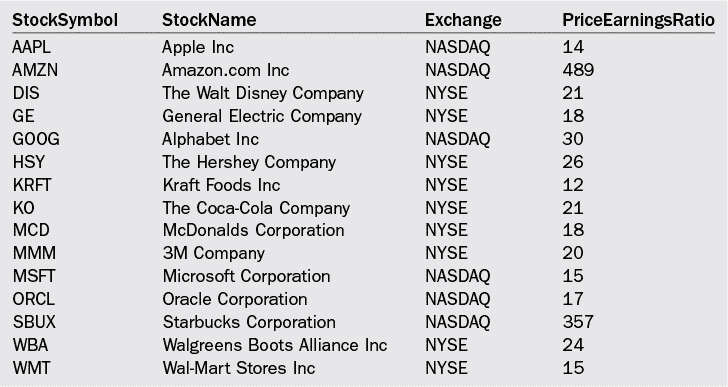 StockSymbol StockName Exchange PriceEarningsRatio
AAPL Apple Inc NASDAQ 14
AMZN Amazon.com Inc NASDAQ 489
DIS The Walt Disney Company NYSE 21
GE General Electric Company NYSE 18
GOOG Alphabet Inc NASDAQ 30
HSY The Hershey Company NYSE 26
KRFT Kraft Foods Inc NYSE 12
KO The Coca-Cola Company NYSE 21
MCD McDonalds Corporation NYSE 18
MMM 3M Company NYSE 20
MSFT Microsoft Corporation NASDAQ 15
ORCL Oracle Corporation NASDAQ 17
SBUX Starbucks Corporation NASDAQ 357
WBA Walgreens Boots Alliance Inc NYSE 24
WMT Wal-Mart Stores Inc NYSE 15